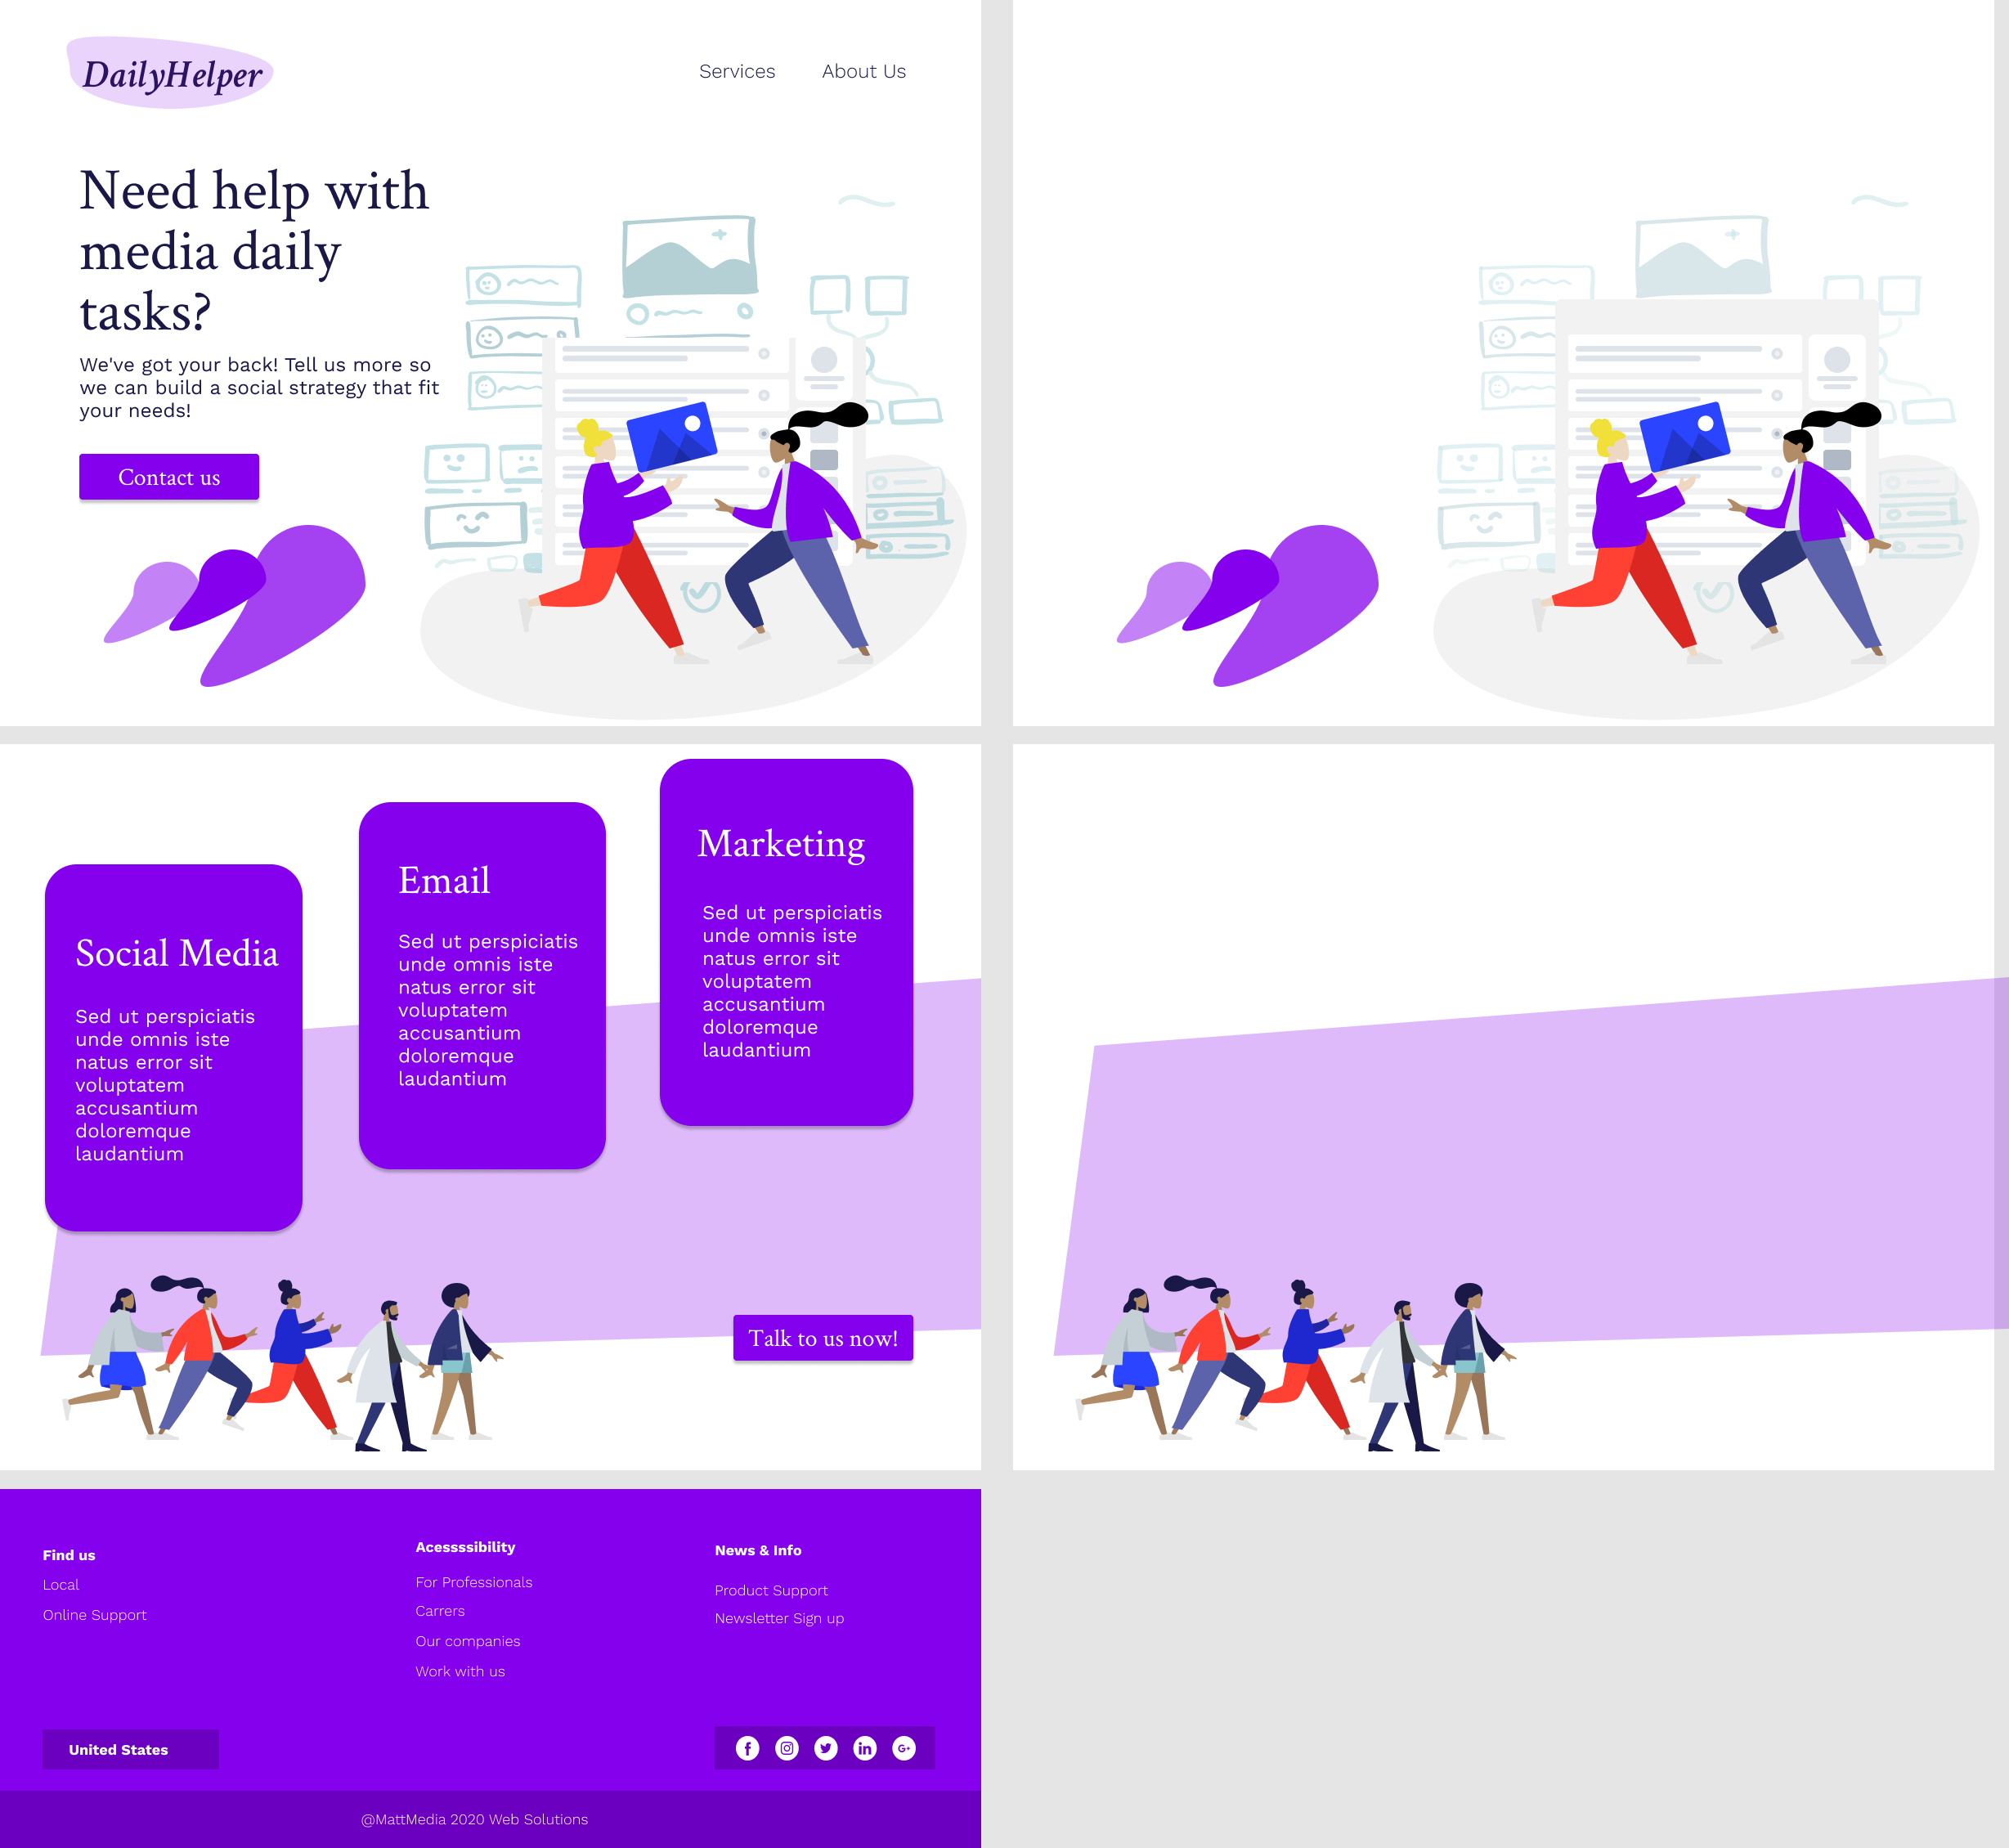 DailyHelper
Services
About Us
Need help with
media daily
tasks?
We've got your back! Tell us more so
we can build a social strategy that fit
your needs!
Contact us
Social Media
Sed ut perspiciatis
unde omnis iste
natus error sit
voluptatem
accusantium
doloremque
laudantium
Email
Sed ut perspiciatis
unde omnis iste
natus error sit
voluptatem
accusantium
doloremque
laudantium
Marketing
Sed ut perspiciatis
unde omnis iste
natus error sit
voluptatem
accusantium
doloremque
laudantium
Talk to us now!
Find us
Local
Online Support
Acessssibility
For Professionals
Carrers
Our companies
Work with us
News & Info
Product Support
Newsletter Sign up
United States
@MattMedia 2020 Web Solutions